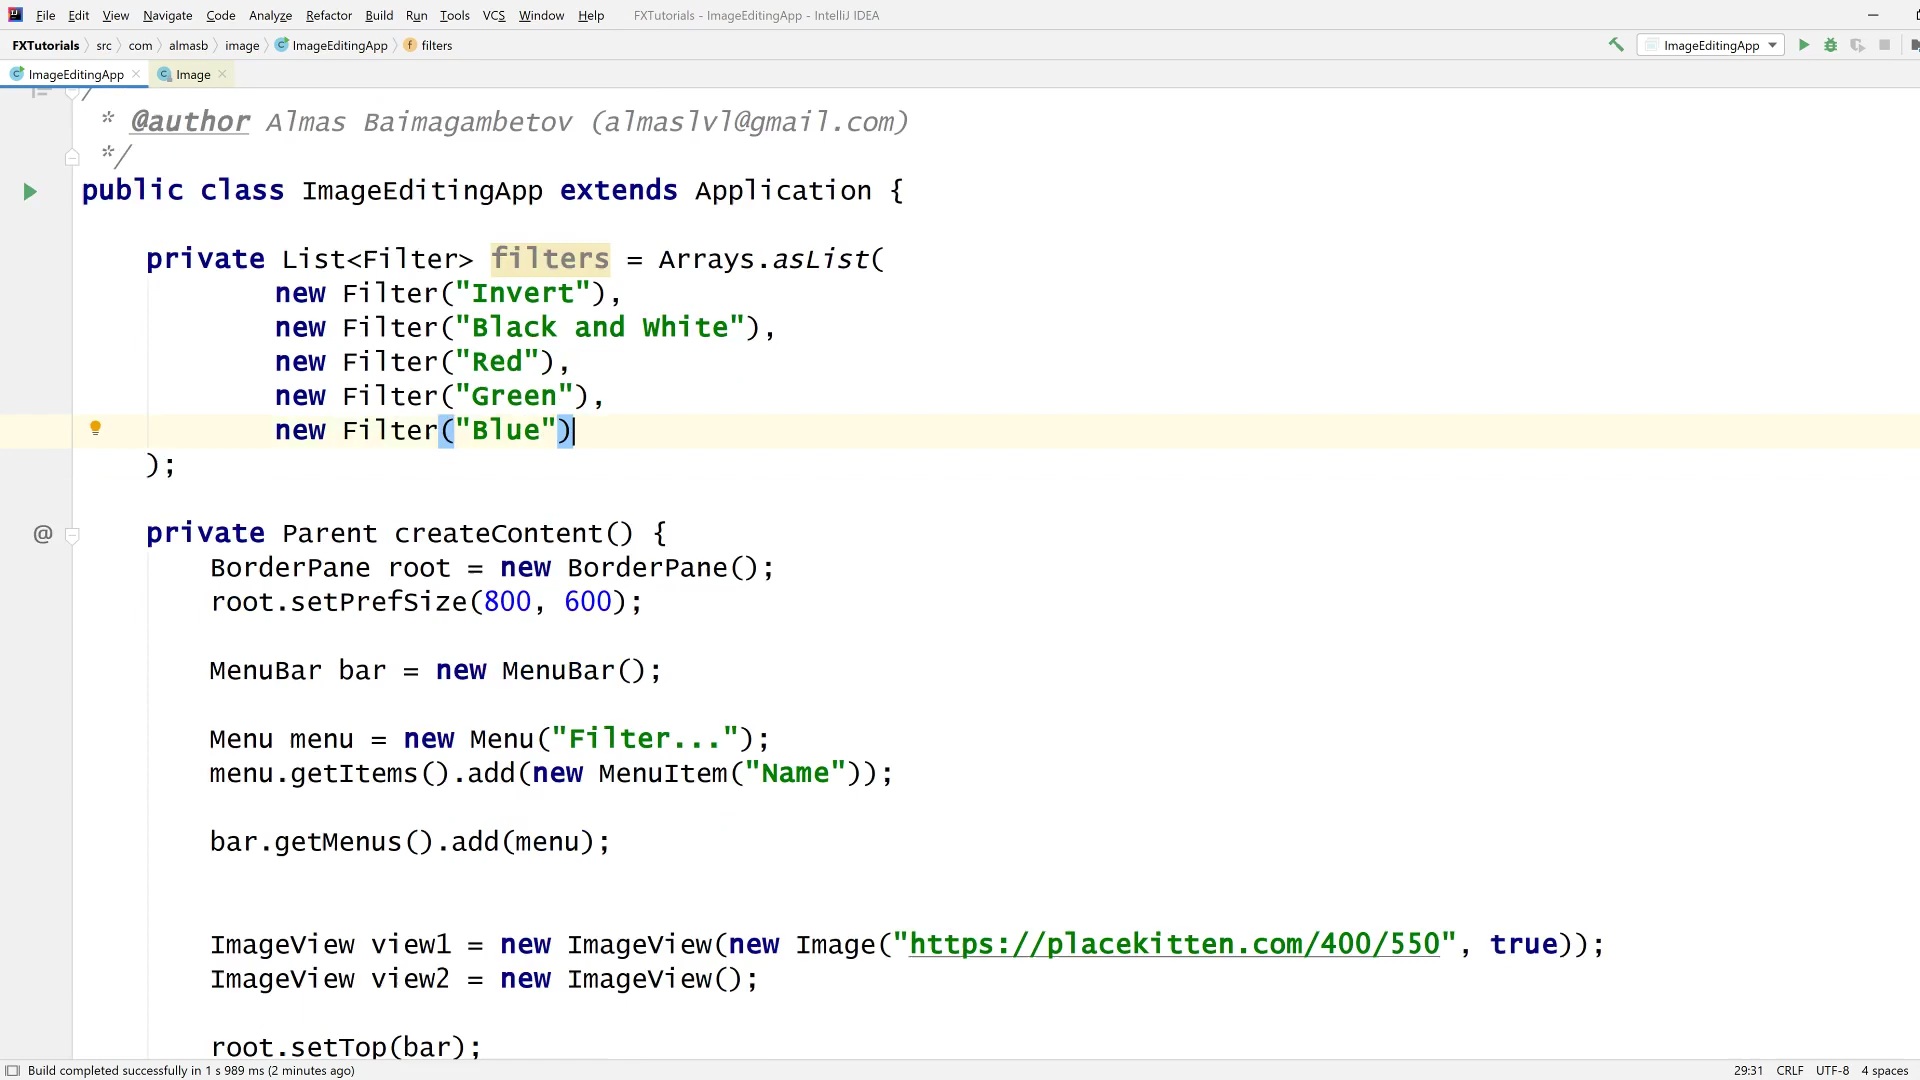 File Edit View Navigate Code Analyze Refactor Build Run Tools VCS Window Help FXTutorials - ImageEditingApp - IntelliJ IDEA
FXTutorials src com almasb image ImageEditingApp filters ImageEditingApp
ImageEditingApp Image
* @author Almas Baimagambetov (almaslvl@gmail.com)
*/
public class ImageEditingApp extends Application {
private List<Filter> filters = Arrays.asList(
new Filter("Invert"),
new Filter("Black and White"),
new Filter("Red"),
new Filter("Green"),
new Filter("Blue")
);
private Parent createContent() {
BorderPane root = new BorderPane();
root.setPrefSize(800, 600);
MenuBar bar = new MenuBar();
Menu menu = new Menu("Filter...");
menu.getItems().add(new MenuItem("Name"));
bar.getMenus().add(menu);
ImageView view1 = new ImageView(new Image("https://placekitten.com/400/550", true));
ImageView view2 = new ImageView();
root.setTop(bar);
Build completed successfully in 1 s 989 ms (2 minutes ago) 29:31 CRLF UTF-8 4 spaces